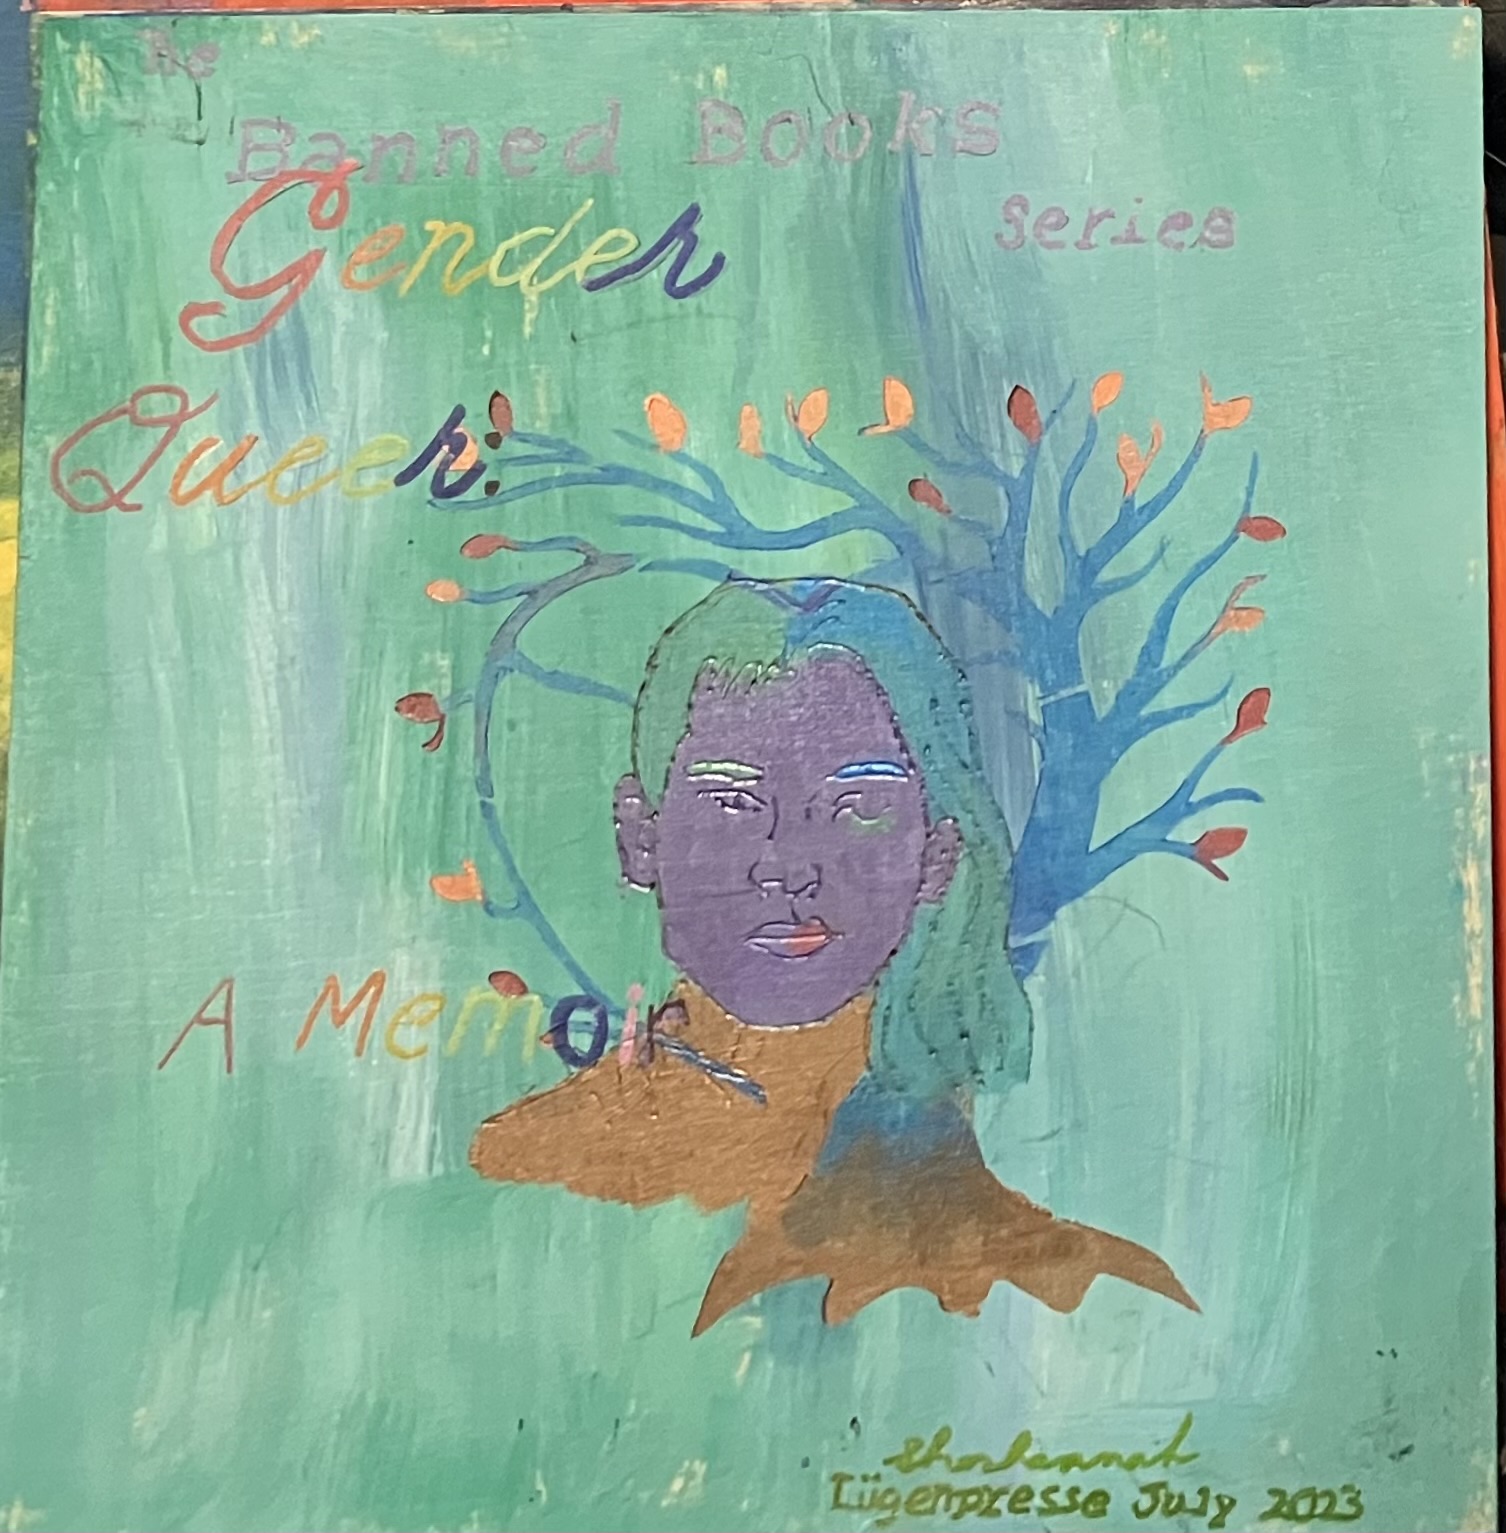 Banned Books
Series
Gender
Queer:
A Memoir
Lügenpresse July 2023